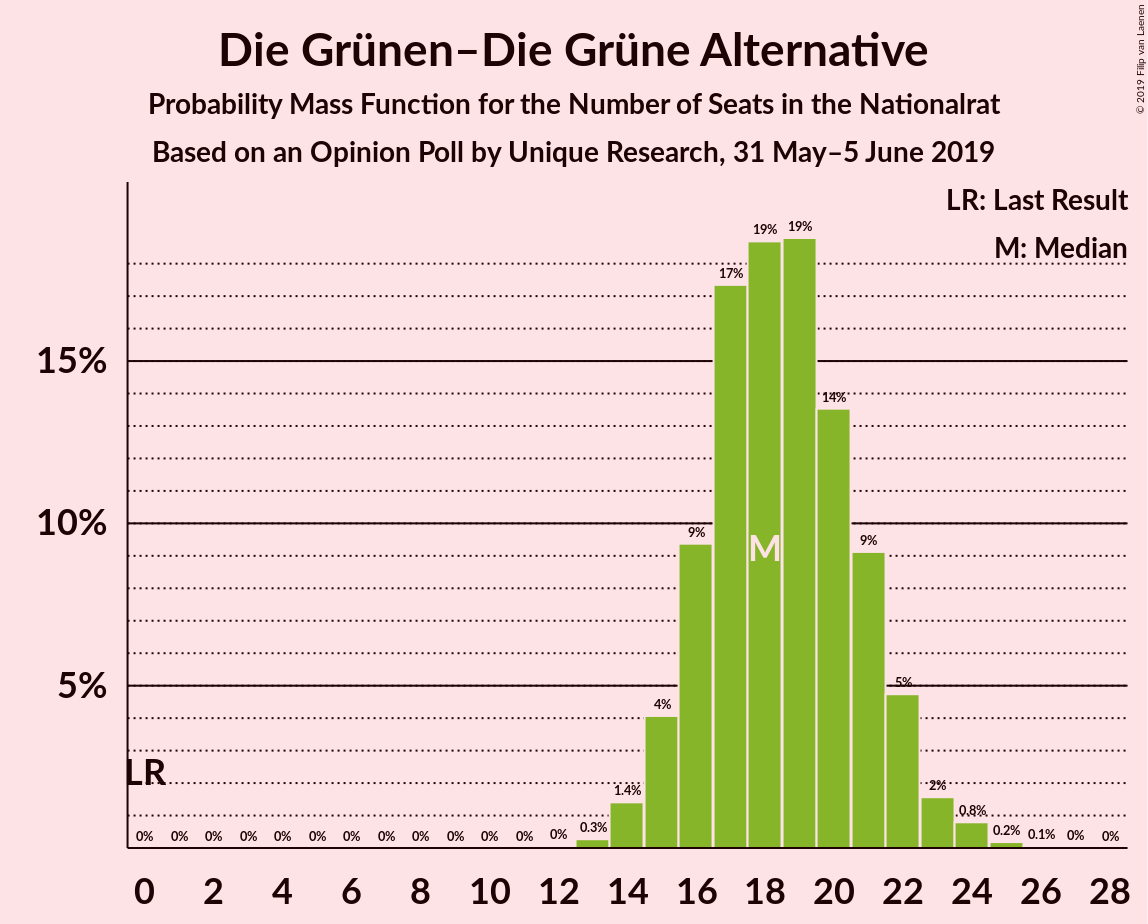 Die Grünen–Die Grüne Alternative
Probability Mass Function for the Number of Seats in the Nationalrat
Based on an Opinion Poll by Unique Research, 31 May–5 June 2019
© 2019 Filip van Laenen
LR: Last Result
M: Median
15%
10%
5%
LR
M
0% 0% 0% 0% 0% 0% 0% 0% 0% 0% 0% 0% 0% 0.3% 1.4% 4% 9% 17% 19% 19% 14% 9% 5% 2% 0.8% 0.2% 0.1% 0% 0%
0 2 4 6 8 10 12 14 16 18 20 22 24 26 28